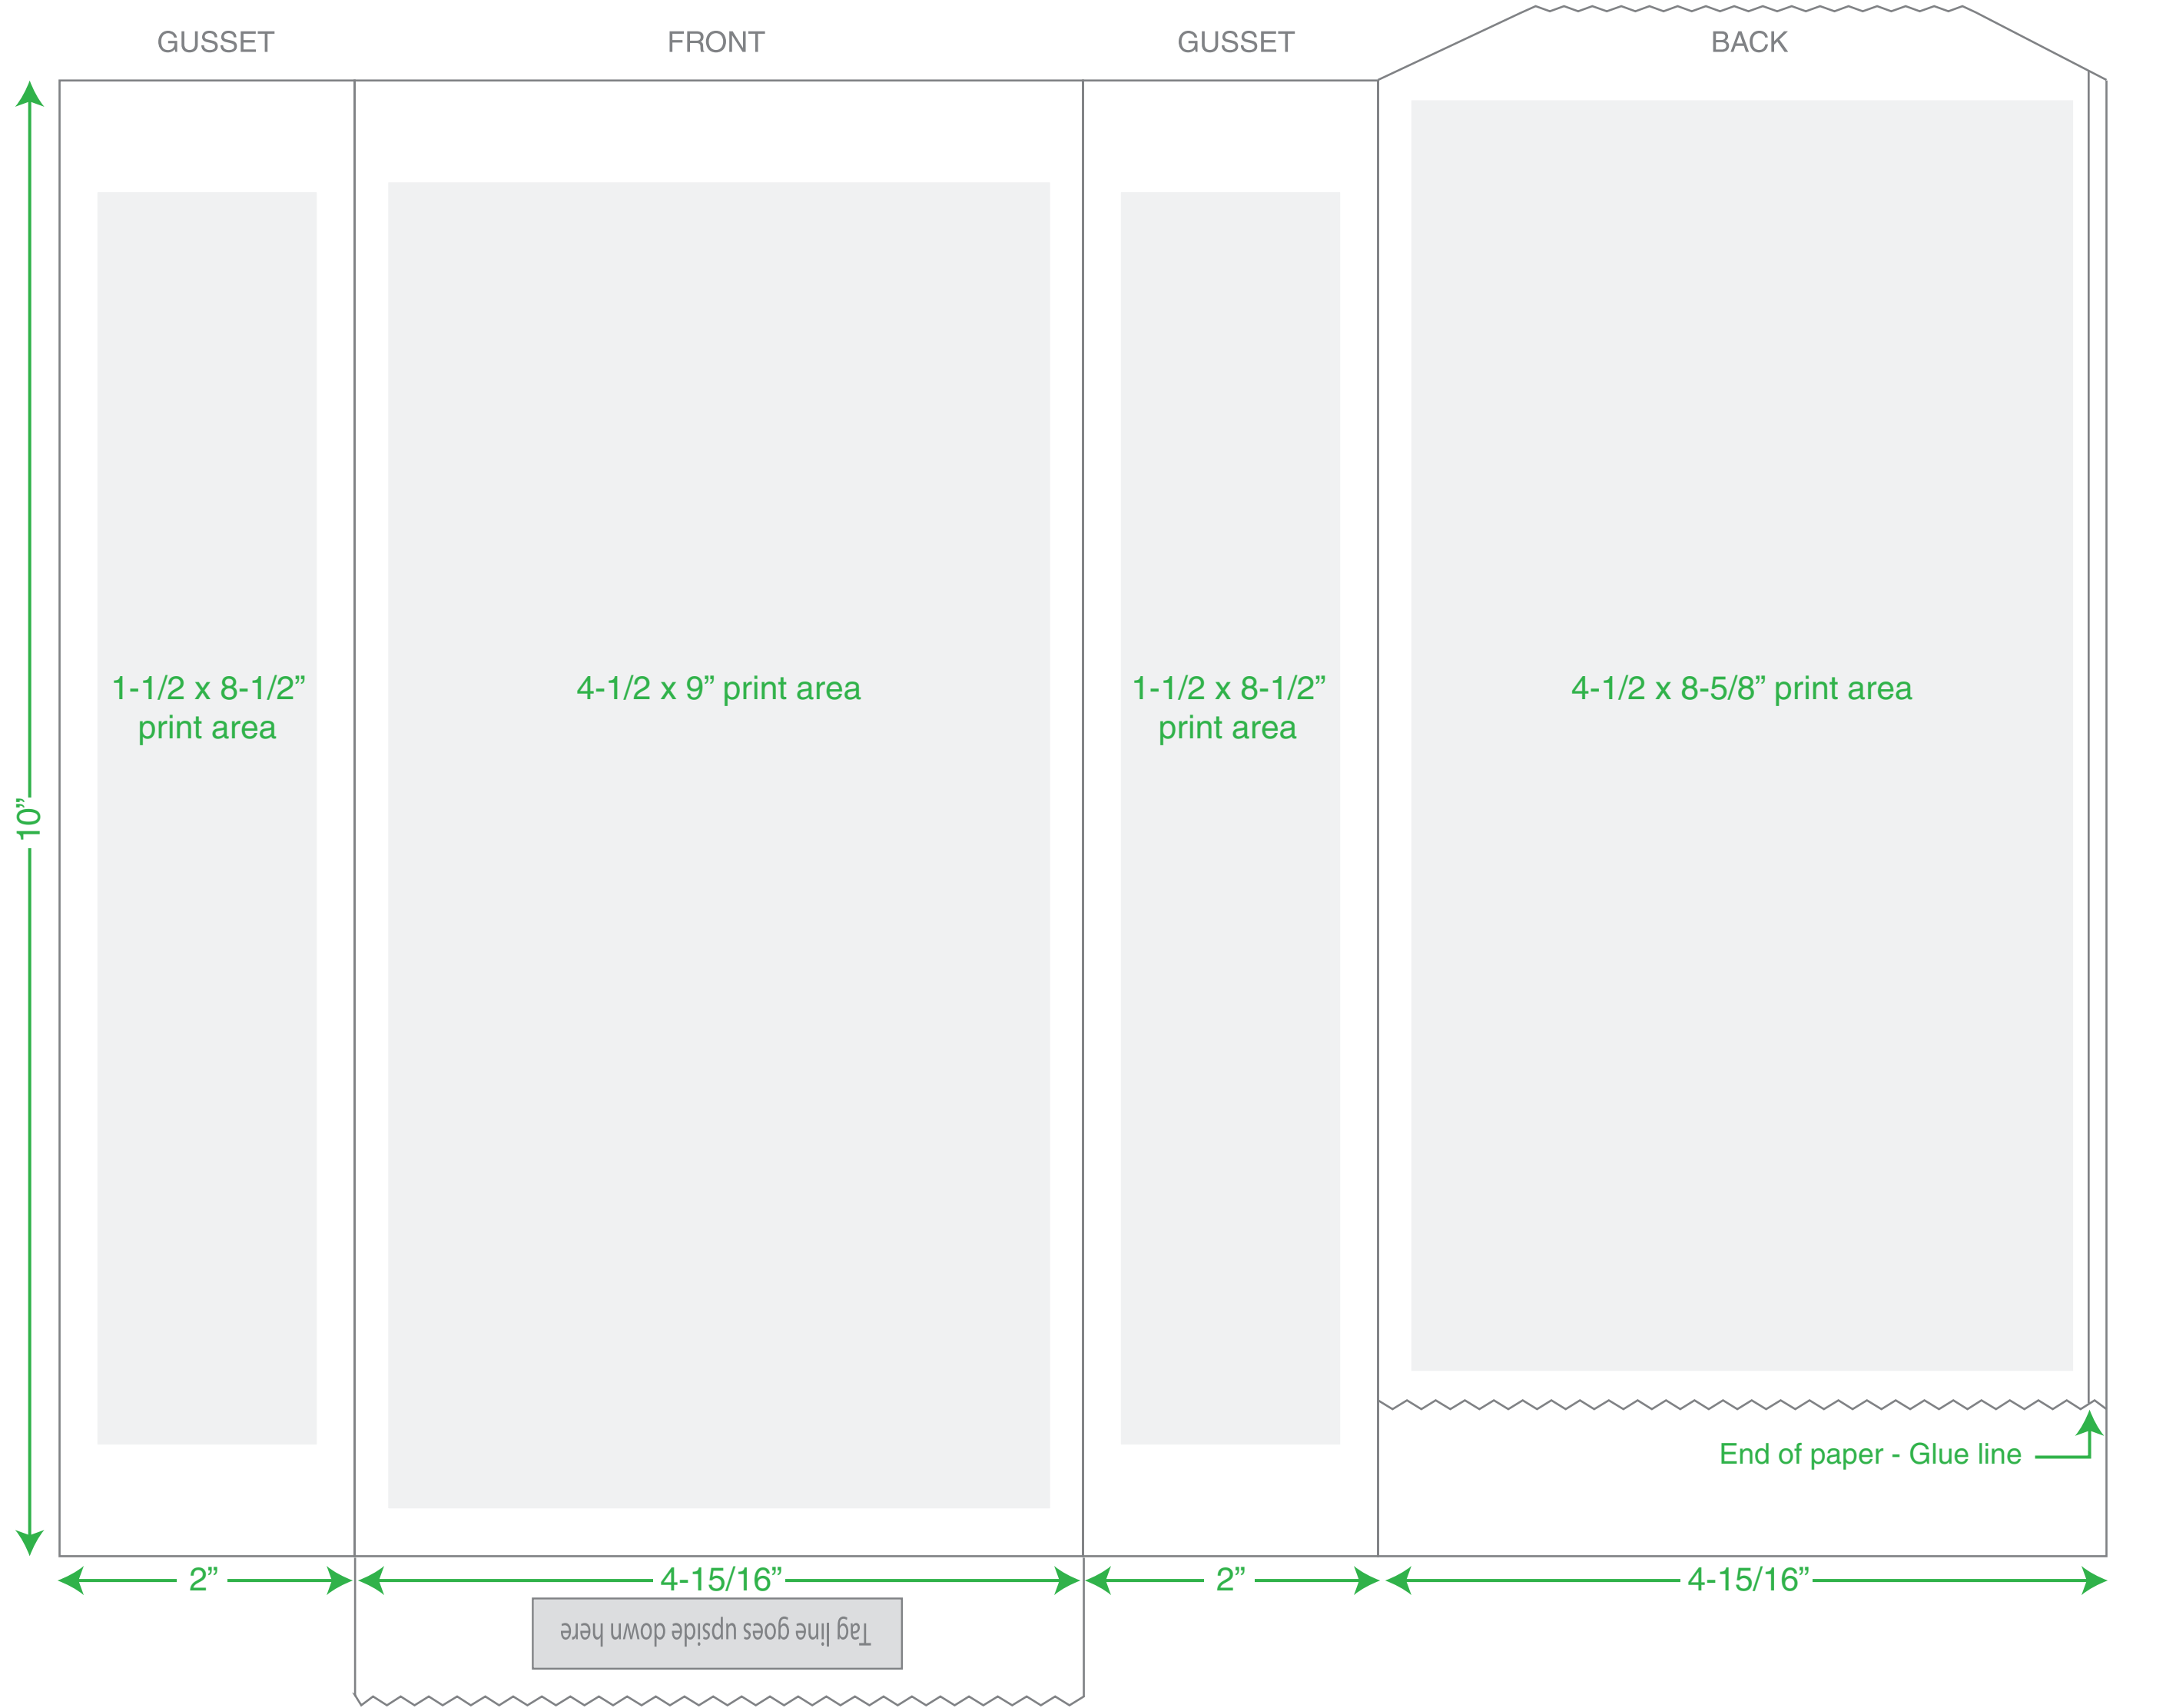 GUSSET
FRONT
GUSSET
BACK
1-1/2 x 8-1/2”
print area
4-1/2 x 9” print area
1-1/2 x 8-1/2”
print area
4-1/2 x 8-5/8” print area
10”
End of paper - Glue line
2”
4-15/16”
2”
4-15/16”
Tag line goes upside down here